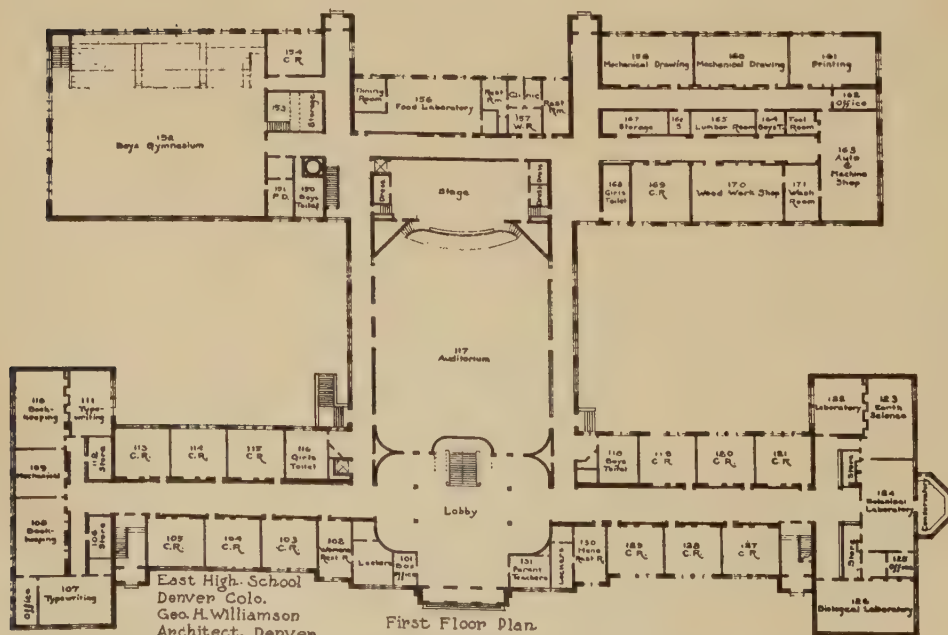 154
C.R.
158
Mechanical Drawing
160
Mechanical Drawing
161
Printing
Dining
Room
156
Food Laboratory
Rest
Rm.
Clinic
157
W.R.
Rest
Rm.
162
Office
153
Storage
152
Boys Gymnasium
167
Storage
165
Lumber Room
164
Boys T.
Tool
Room
163
Auto
&
Machine
Shop
151
P.D.
150
Boys
Toilet
Dress
Stage
Dress
Dress
168
Girls
Toilet
169
C.R.
170
Wood Work Shop
171
Wash
Room
117
Auditorium
110
Book-
keeping
111
Type-
writing
122
Laboratory
123
Earth
Science
112
Store
113
C.R.
114
C.R.
115
C.R.
116
Girls
Toilet
118
Boys
Toilet
119
C.R.
120
C.R.
121
C.R.
Store
109
Mechanical
124
Botanical
Laboratory
Conservatory
Lobby
108
Book-
keeping
106
Store
105
C.R.
104
C.R.
103
C.R.
102
Womens
Rest R.
Lockers
101
Box
Office
131
Parent
Teachers
Lockers
130
Mens
Rest R.
129
C.R.
128
C.R.
127
C.R.
Store
125
Office
Office
107
Typewriting
126
Biological Laboratory
East High School
Denver Colo.
Geo. H. Williamson
Architect, Denver
First Floor Plan